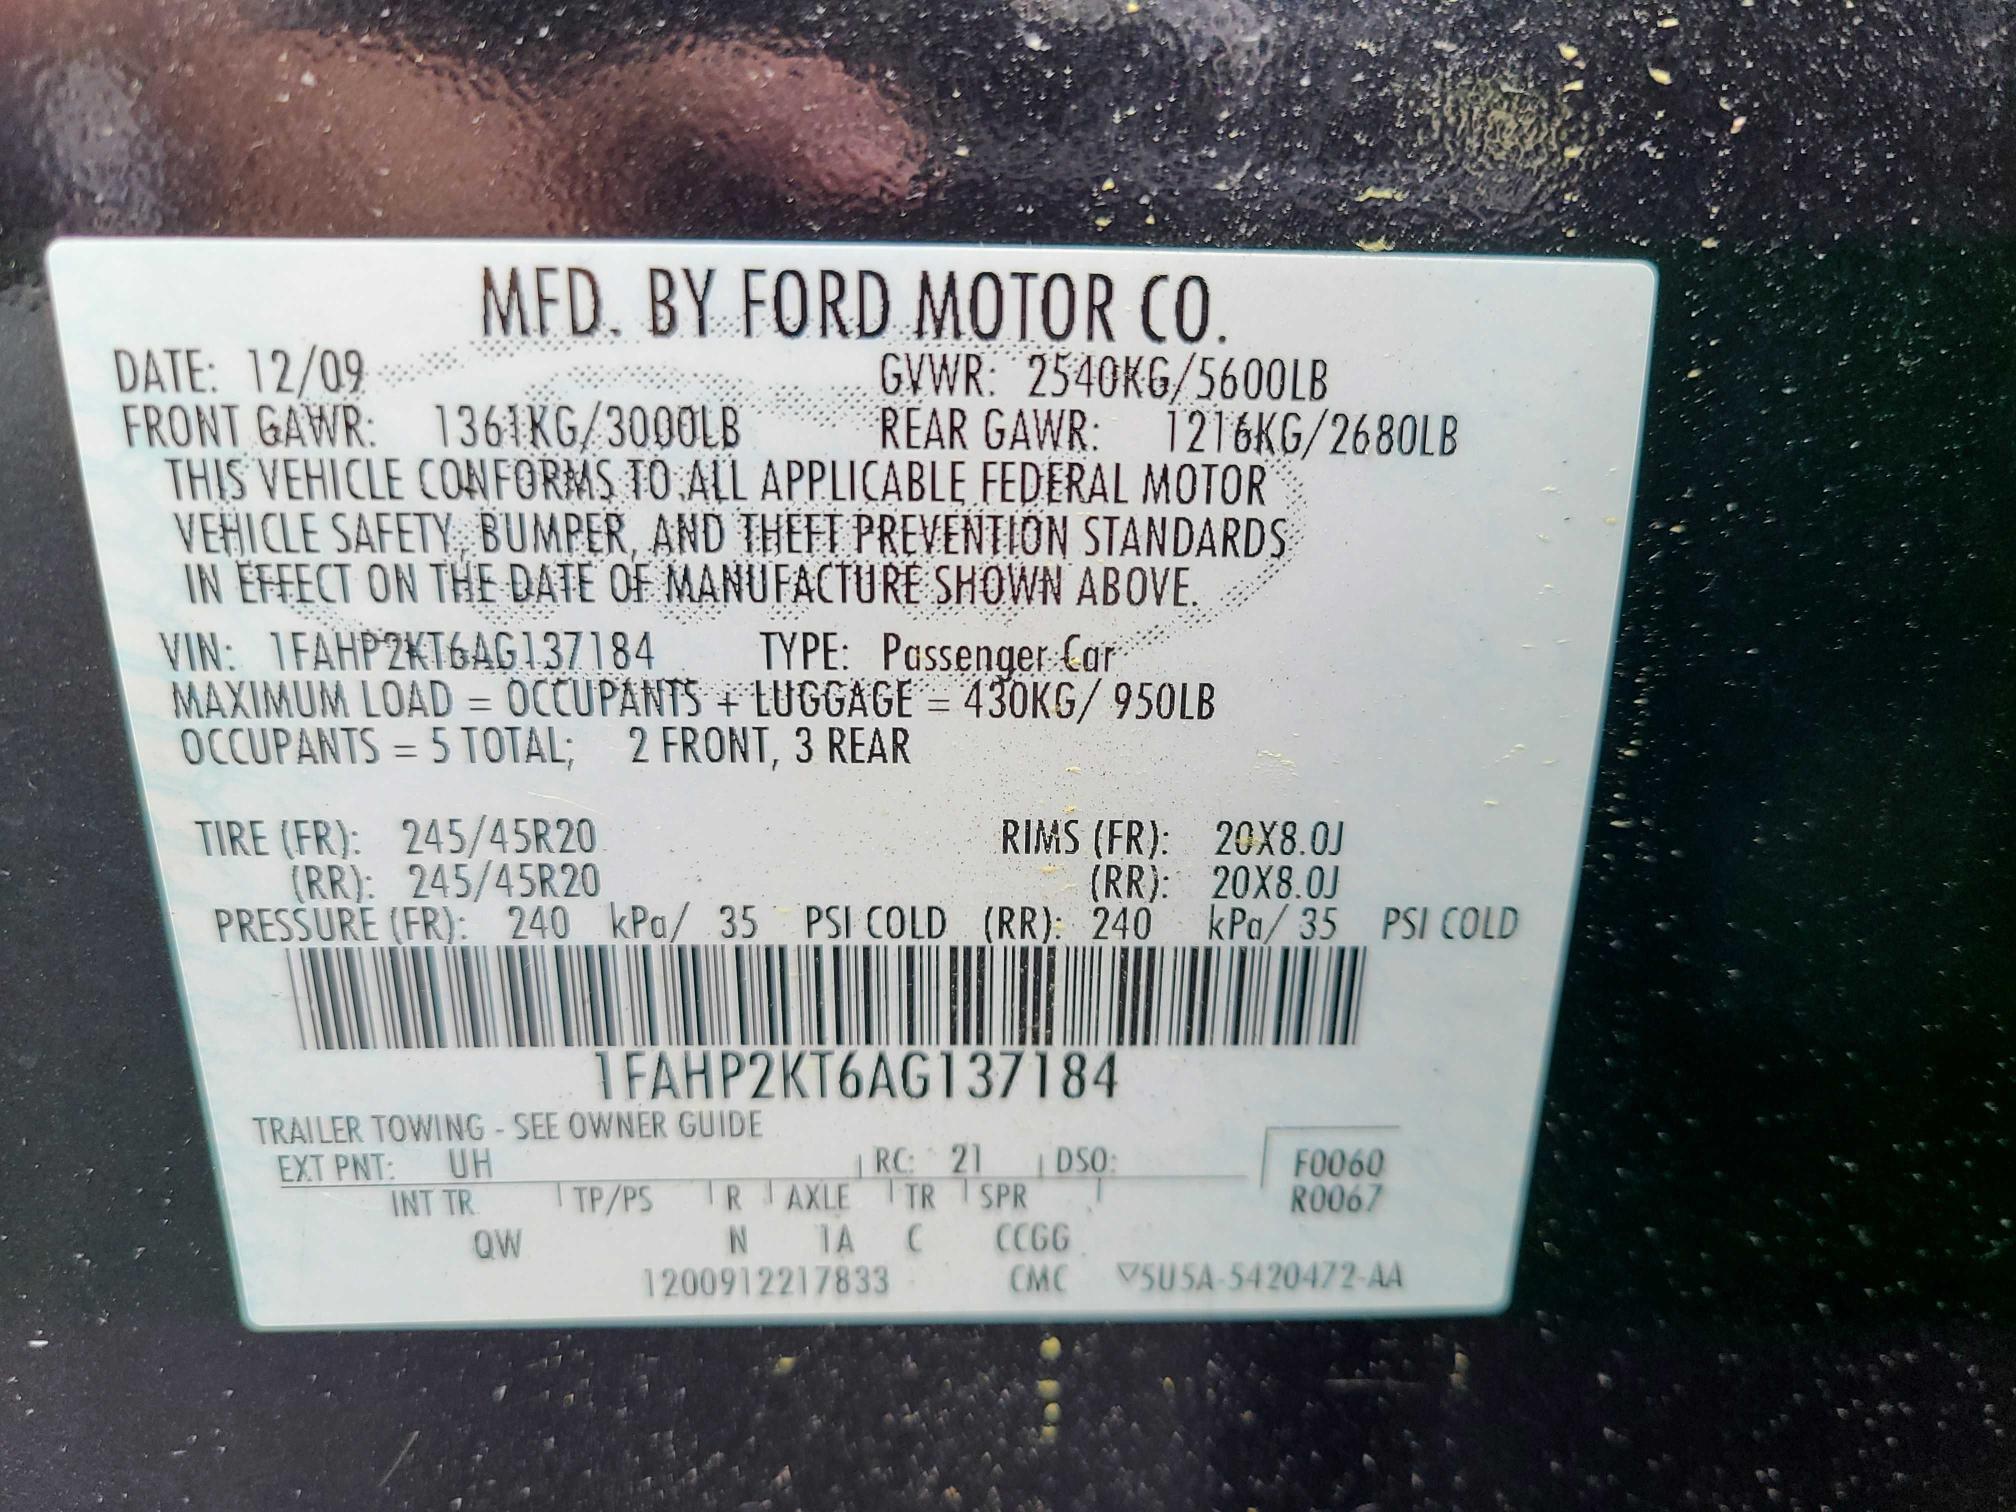 MFD. BY FORD MOTOR CO.
DATE: 12/09 GVWR: 2540KG/5600LB
FRONT GAWR: 1361KG/3000LB REAR GAWR: 1216KG/2680LB
THIS VEHICLE CONFORMS TO ALL APPLICABLE FEDERAL MOTOR
VEHICLE SAFETY, BUMPER, AND THEFT PREVENTION STANDARDS
IN EFFECT ON THE DATE OF MANUFACTURE SHOWN ABOVE.
VIN: 1FAHP2KT6AG137184 TYPE: Passenger Car
MAXIMUM LOAD = OCCUPANTS + LUGGAGE = 430KG/ 950LB
OCCUPANTS = 5 TOTAL; 2 FRONT, 3 REAR
TIRE (FR): 245/45R20 RIMS (FR): 20X8.0J
(RR): 245/45R20 (RR): 20X8.0J
PRESSURE (FR): 240 kPa/ 35 PSI COLD (RR): 240 kPa/ 35 PSI COLD
1FAHP2KT6AG137184
TRAILER TOWING - SEE OWNER GUIDE
EXT PNT: UH RC: 21 DSO: F0060
INT TR TP/PS R AXLE TR SPR R0067
QW N 1A C CCGG
1200912217833 CMC ▽5U5A-5420472-AA